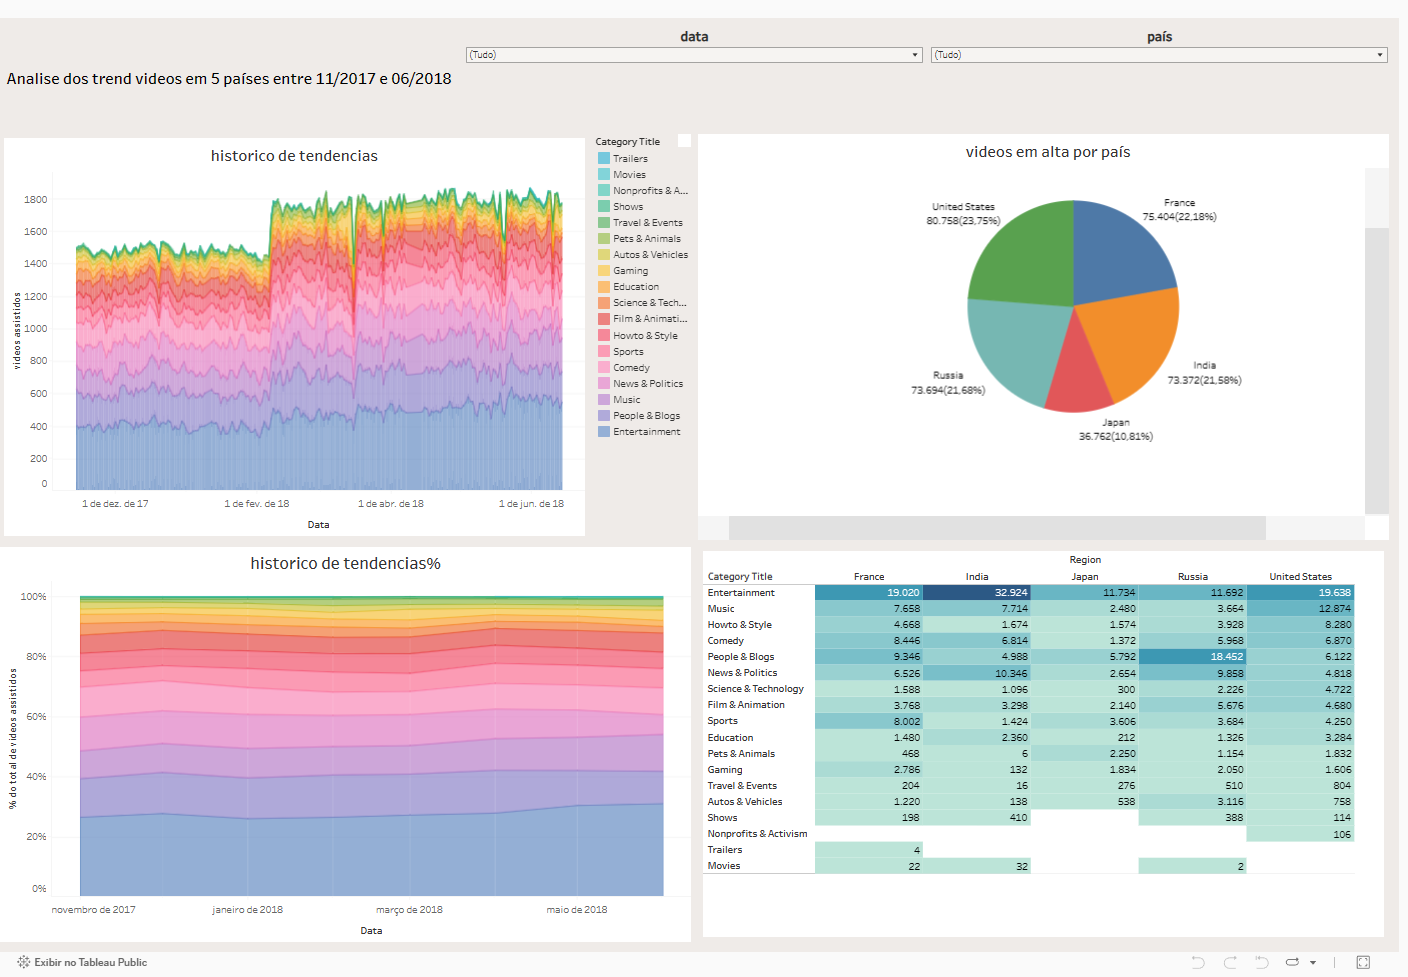 data
país
(Tudo)
(Tudo)
Analise dos trend videos em 5 países entre 11/2017 e 06/2018
historico de tendencias
videos assistidos
1800
1600
1400
1200
1000
800
600
400
200
0
1 de dez. de 17
1 de fev. de 18
1 de abr. de 18
1 de jun. de 18
Data
Category Title
Trailers
Movies
Nonprofits & A...
Shows
Travel & Events
Pets & Animals
Autos & Vehicles
Gaming
Education
Science & Tech...
Film & Animati...
Howto & Style
Sports
Comedy
News & Politics
Music
People & Blogs
Entertainment
videos em alta por país
United States
80.758(23,75%)
France
75.404(22,18%)
India
73.372(21,58%)
Russia
73.694(21,68%)
Japan
36.762(10,81%)
historico de tendencias%
% do total de videos assistidos
100%
80%
60%
40%
20%
0%
novembro de 2017
janeiro de 2018
março de 2018
maio de 2018
Data
Region
Category Title France India Japan Russia United States
Entertainment 19.020 32.924 11.734 11.692 19.638
Music 7.658 7.714 2.480 3.664 12.874
Howto & Style 4.668 1.674 1.574 3.928 8.280
Comedy 8.446 6.814 1.372 5.968 6.870
People & Blogs 9.346 4.988 5.792 18.452 6.122
News & Politics 6.526 10.346 2.654 9.858 4.818
Science & Technology 1.588 1.096 300 2.226 4.722
Film & Animation 3.768 3.298 2.140 5.676 4.680
Sports 8.002 1.424 3.606 3.684 4.250
Education 1.480 2.360 212 1.326 3.284
Pets & Animals 468 6 2.250 1.154 1.832
Gaming 2.786 132 1.834 2.050 1.606
Travel & Events 204 16 276 510 804
Autos & Vehicles 1.220 138 538 3.116 758
Shows 198 410 388 114
Nonprofits & Activism 106
Trailers 4
Movies 22 32 2
Exibir no Tableau Public